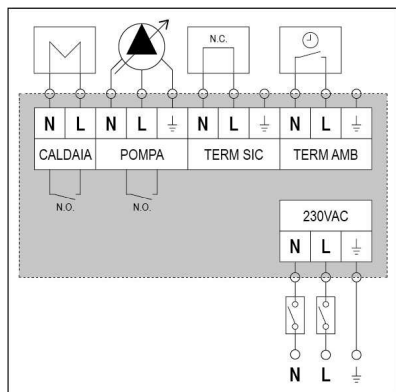 N.C.
N L N L ⏚ N L ⏚ N L ⏚
CALDAIA POMPA TERM SIC TERM AMB
N.O. N.O.
230VAC
N L ⏚
N L ⏚